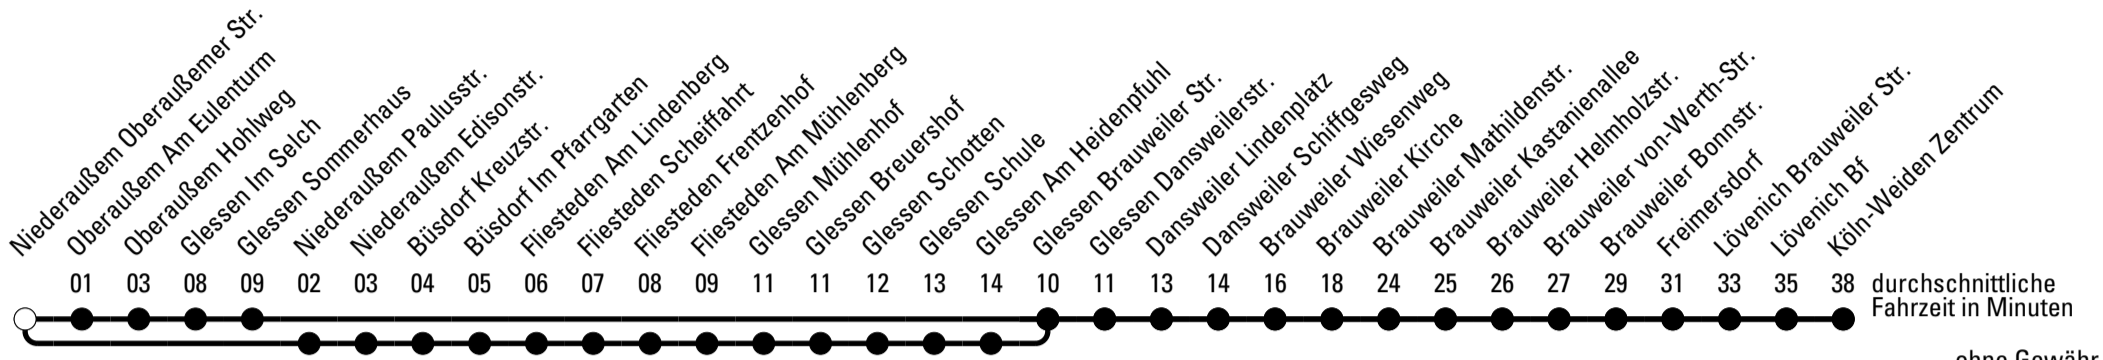 Niederaußem Oberaußemer Str.
Oberaußem Am Eulenturm
Oberaußem Hohlweg
Glessen Im Selch
Glessen Sommerhaus
Niederaußem Paulusstr.
Niederaußem Edisonstr.
Büsdorf Kreuzstr.
Büsdorf Im Pfarrgarten
Fliesteden Am Lindenberg
Fliesteden Scheiffahrt
Fliesteden Frentzenhof
Fliesteden Am Mühlenberg
Glessen Mühlenhof
Glessen Breuershof
Glessen Schotten
Glessen Schule
Glessen Am Heidenpfuhl
Glessen Brauweiler Str.
Glessen Dansweilerstr.
Dansweiler Lindenplatz
Dansweiler Schiffgesweg
Brauweiler Wiesenweg
Brauweiler Kirche
Brauweiler Mathildenstr.
Brauweiler Kastanienallee
Brauweiler Helmholzstr.
Brauweiler von-Werth-Str.
Brauweiler Bonnstr.
Freimersdorf
Lövenich Brauweiler Str.
Lövenich Bf
Köln-Weiden Zentrum
01 03 08 09 02 03 04 05 06 07 08 09 11 11 12 13 14 10 11 13 14 16 18 24 25 26 27 29 31 33 35 38 durchschnittliche
Fahrzeit in Minuten
ohne Gewähr